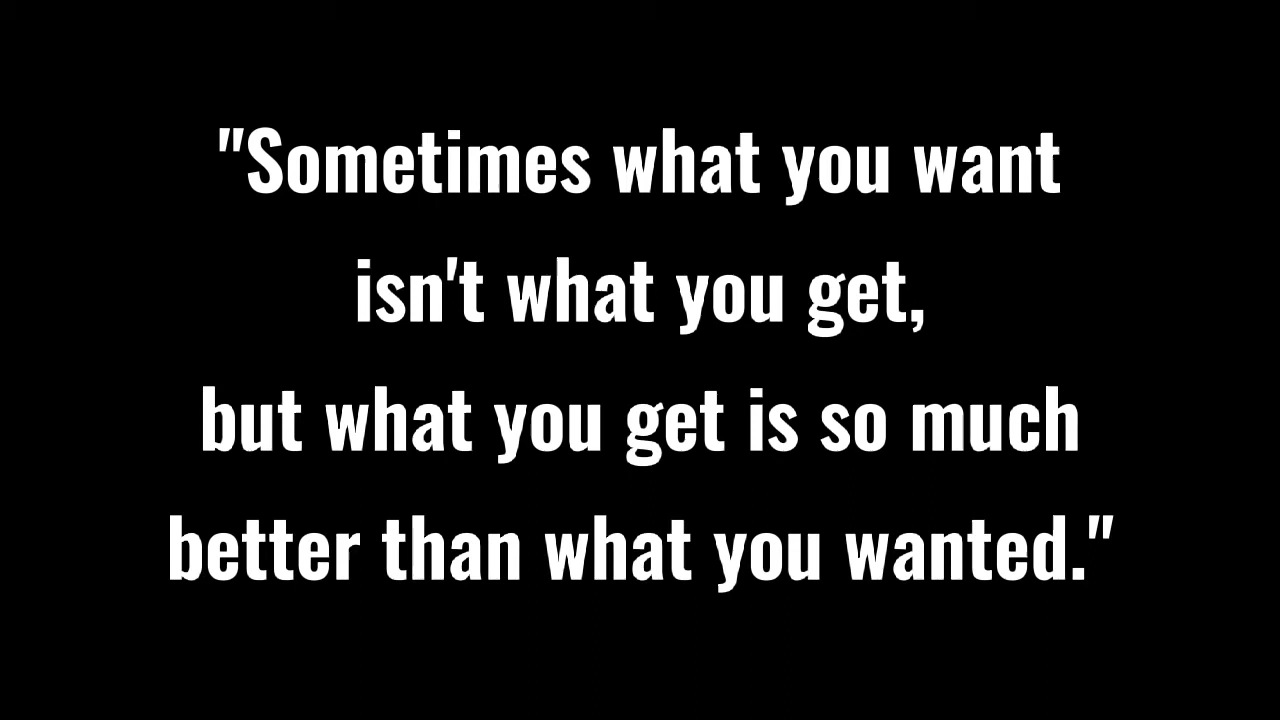 "Sometimes what you want
isn't what you get,
but what you get is so much
better than what you wanted."